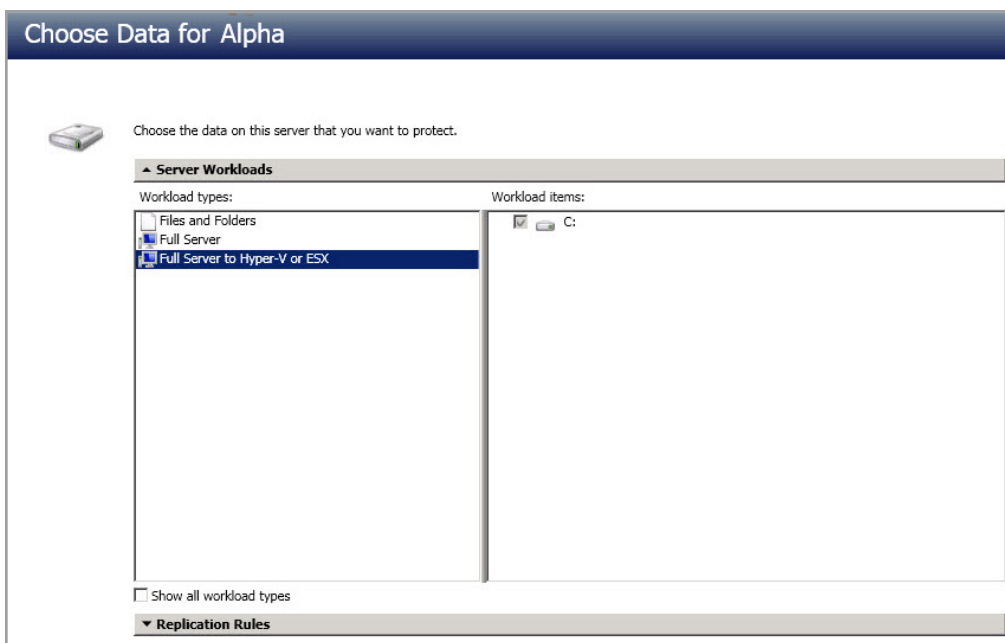 Choose Data for Alpha
Choose the data on this server that you want to protect.
Server Workloads
Workload types:
Workload items:
Files and Folders
Full Server
Full Server to Hyper-V or ESX
C:
Show all workload types
Replication Rules